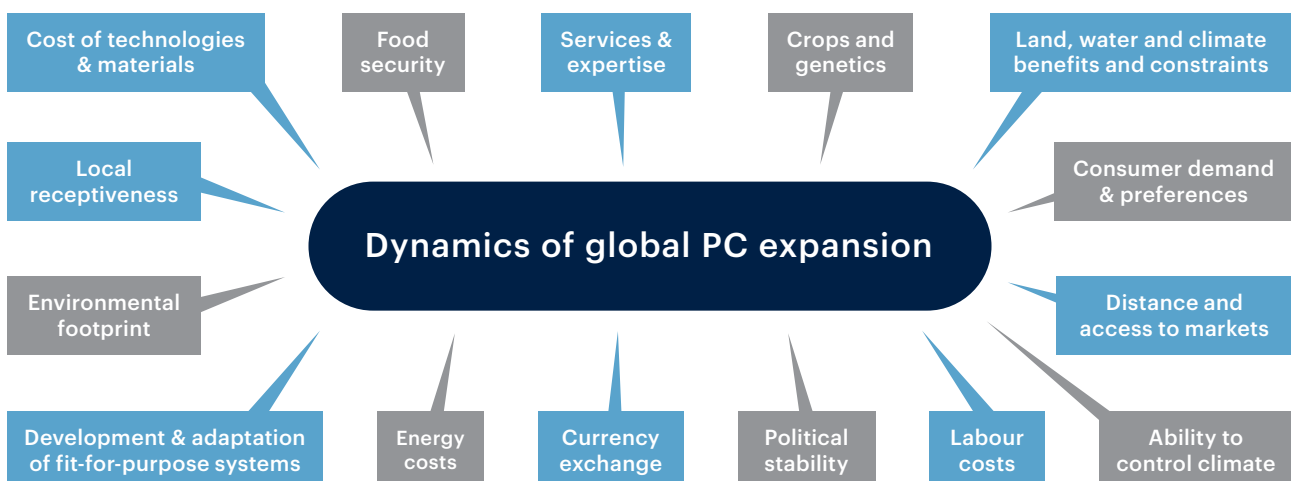 Cost of technologies
& materials
Food
security
Services &
expertise
Crops and
genetics
Land, water and climate
benefits and constraints
Local
receptiveness
Consumer demand
& preferences
Dynamics of global PC expansion
Environmental
footprint
Distance and
access to markets
Development & adaptation
of fit-for-purpose systems
Energy
costs
Currency
exchange
Political
stability
Labour
costs
Ability to
control climate